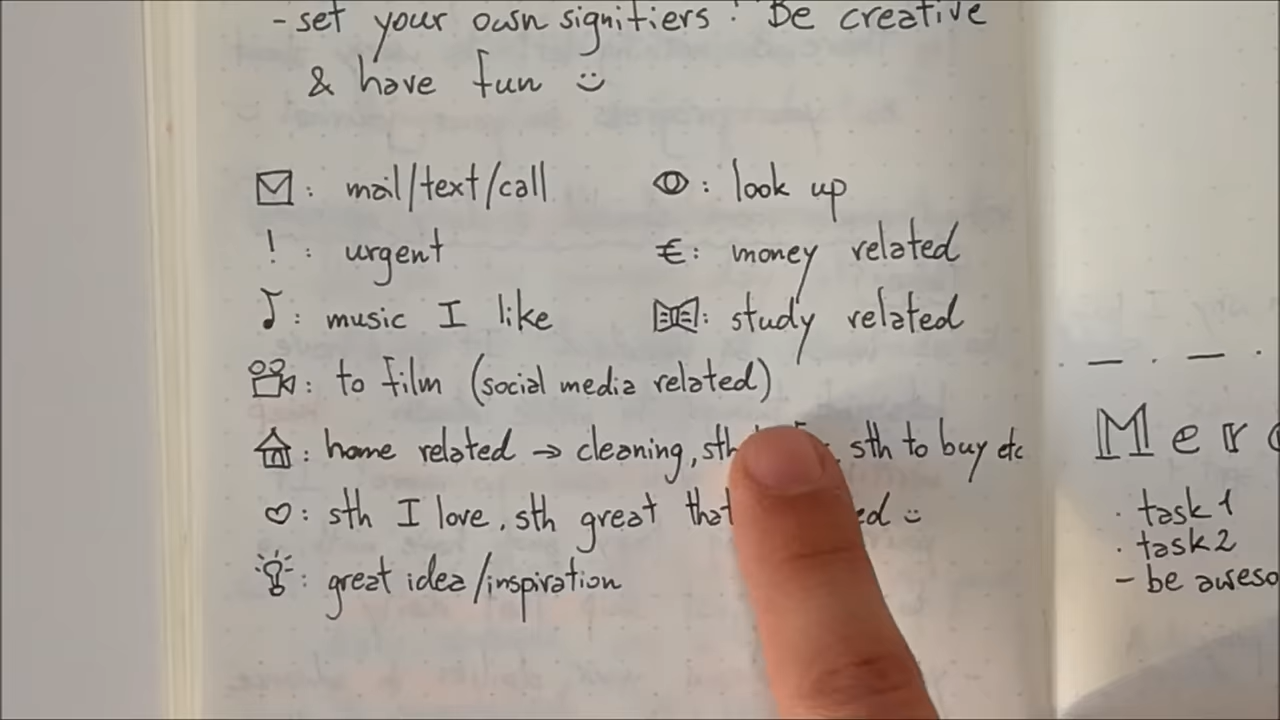 - set your own signifiers! Be creative
& have fun :)
: mail/text/call
: look up
! : urgent
€: money related
♪: music I like
: study related
: to film (social media related)
: home related → cleaning, sth sth to buy etc
♡: sth I love, sth great that :)
: great idea/inspiration
task 1
task 2
- be